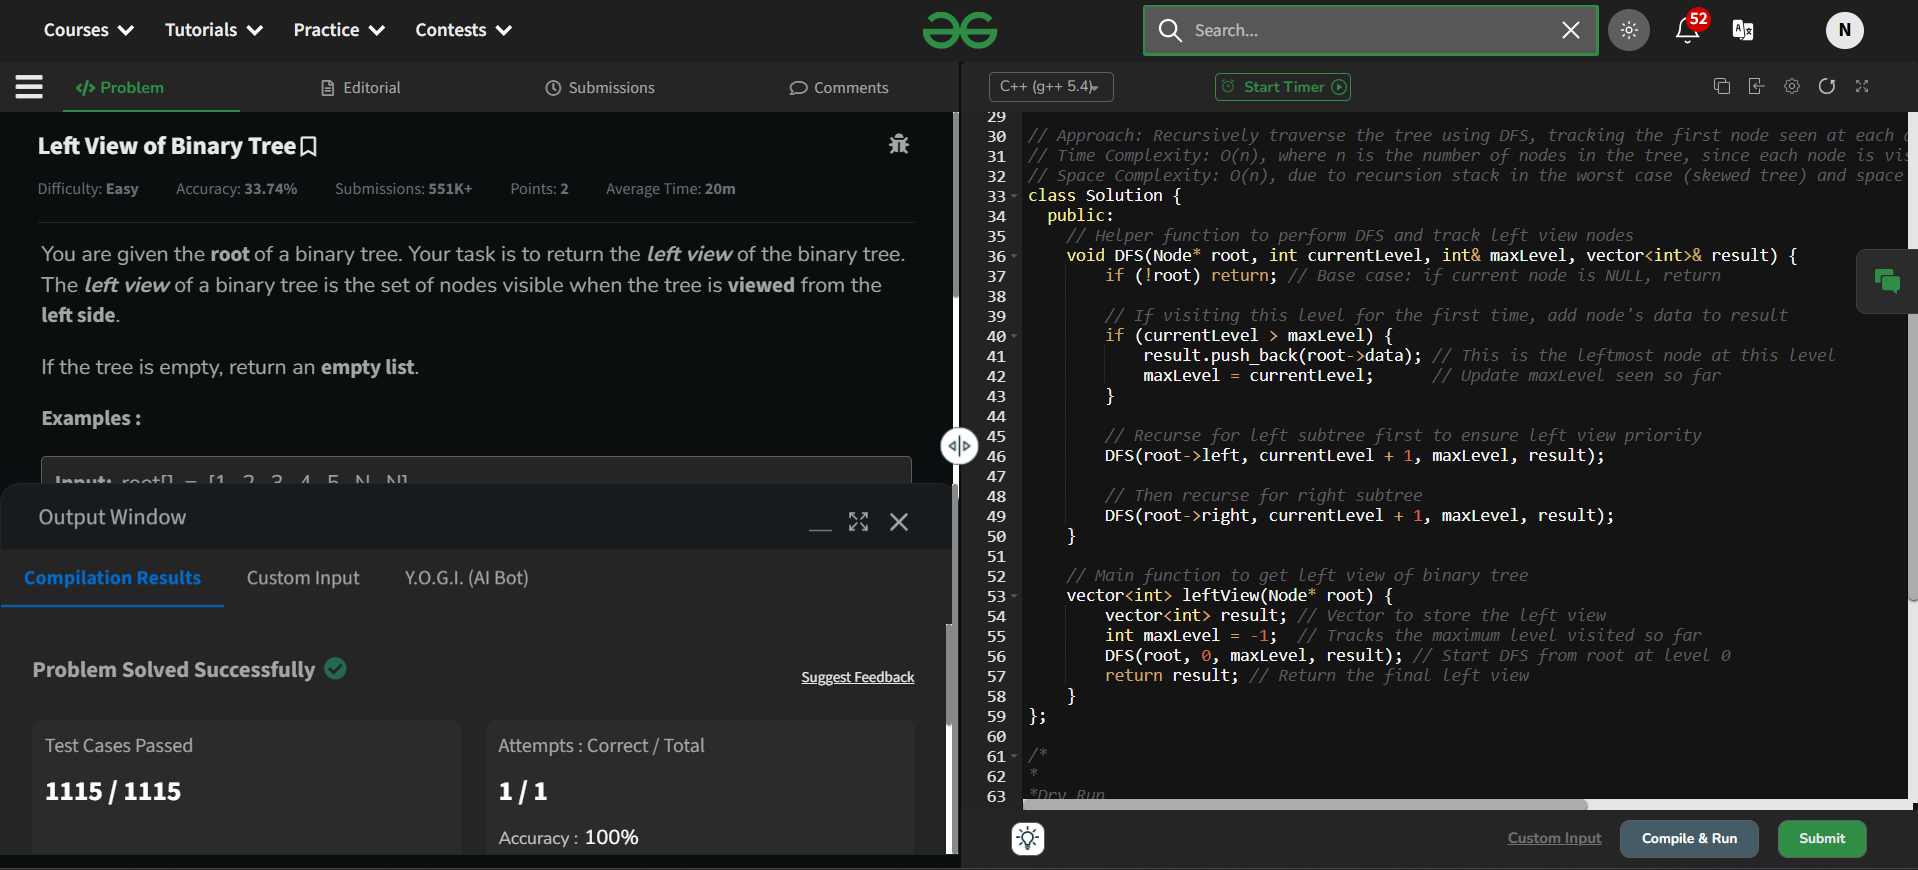 Courses Tutorials Practice Contests Search... 52 N
Problem Editorial Submissions Comments
Left View of Binary Tree
Difficulty: Easy Accuracy: 33.74% Submissions: 551K+ Points: 2 Average Time: 20m
You are given the root of a binary tree. Your task is to return the left view of the binary tree.
The left view of a binary tree is the set of nodes visible when the tree is viewed from the
left side.
If the tree is empty, return an empty list.
Examples :
Input: root[] = [1, 2, 3, 4, 5, N, N]
Output Window
Compilation Results Custom Input Y.O.G.I. (AI Bot)
Problem Solved Successfully
Suggest Feedback
Test Cases Passed
1115 / 1115
Attempts : Correct / Total
1 / 1
Accuracy : 100%
C++ (g++ 5.4) Start Timer
29
30 // Approach: Recursively traverse the tree using DFS, tracking the first node seen at each
31 // Time Complexity: O(n), where n is the number of nodes in the tree, since each node is
32 // Space Complexity: O(n), due to recursion stack in the worst case (skewed tree) and space
33 class Solution {
34 public:
35 // Helper function to perform DFS and track left view nodes
36 void DFS(Node* root, int currentLevel, int& maxLevel, vector<int>& result) {
37 if (!root) return; // Base case: if current node is NULL, return
38
39 // If visiting this level for the first time, add node's data to result
40 if (currentLevel > maxLevel) {
41 result.push_back(root->data); // This is the leftmost node at this level
42 maxLevel = currentLevel; // Update maxLevel seen so far
43 }
44
45 // Recurse for left subtree first to ensure left view priority
46 DFS(root->left, currentLevel + 1, maxLevel, result);
47
48 // Then recurse for right subtree
49 DFS(root->right, currentLevel + 1, maxLevel, result);
50 }
51
52 // Main function to get left view of binary tree
53 vector<int> leftView(Node* root) {
54 vector<int> result; // Vector to store the left view
55 int maxLevel = -1; // Tracks the maximum level visited so far
56 DFS(root, 0, maxLevel, result); // Start DFS from root at level 0
57 return result; // Return the final left view
58 }
59 };
60
61 /*
62 *
63 *Dry Run
Custom Input Compile & Run Submit